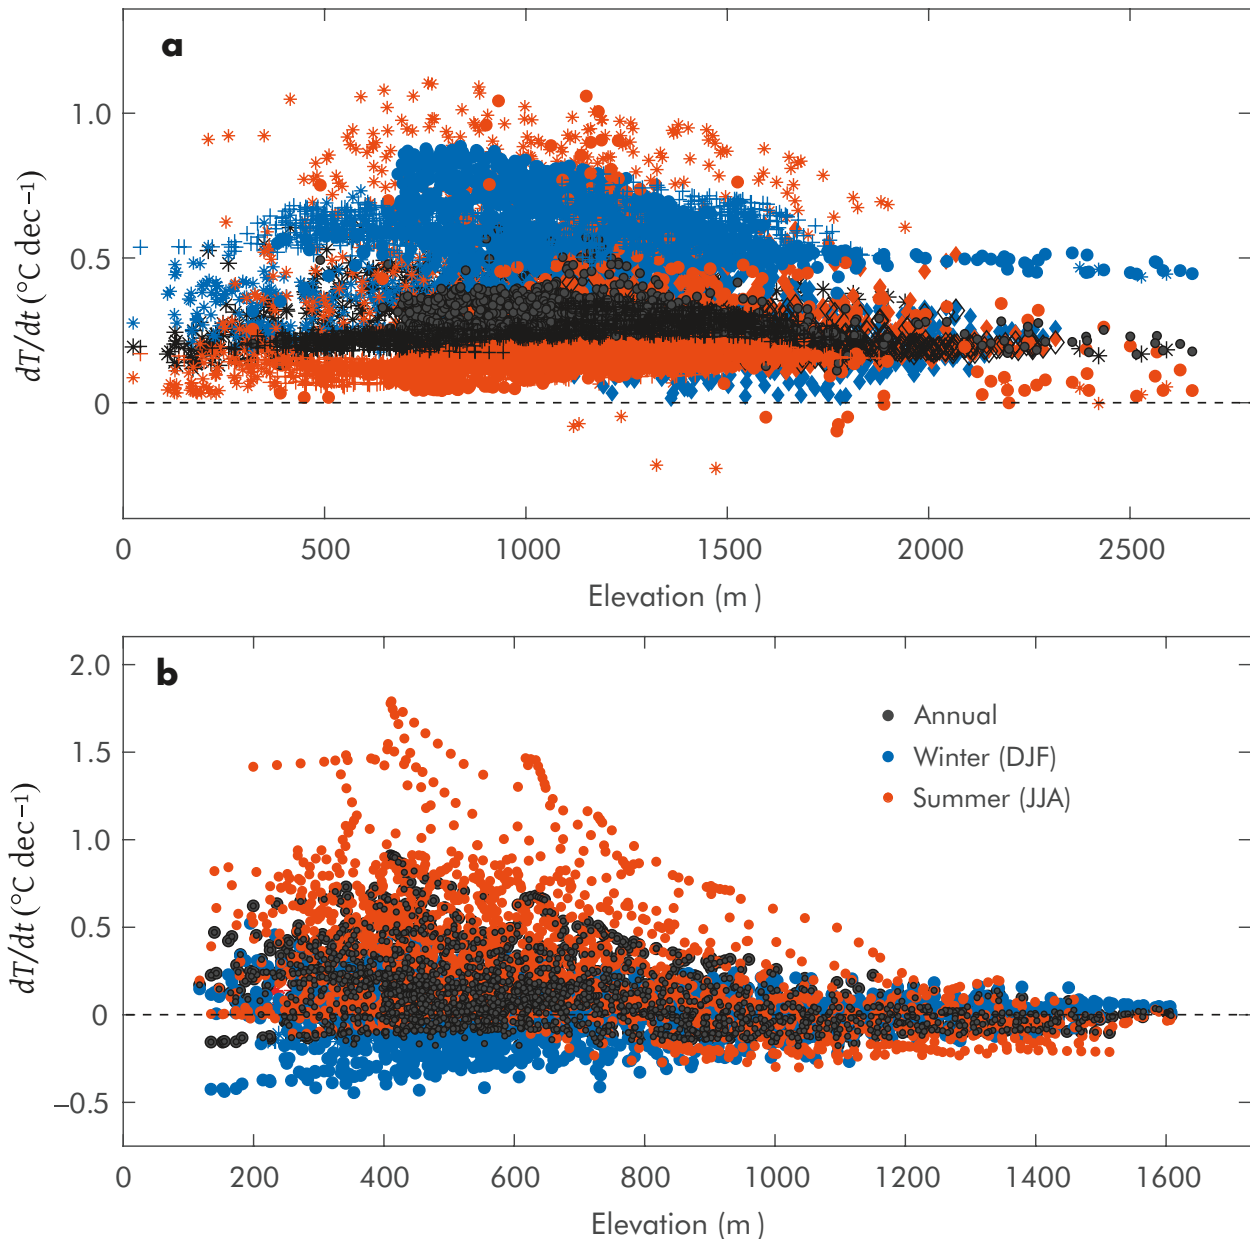 a
1.0
0.5
0
dT/dt (°C dec⁻¹)
0 500 1000 1500 2000 2500
Elevation (m )
b
2.0
1.5
1.0
0.5
0
–0.5
dT/dt (°C dec⁻¹)
Annual
Winter (DJF)
Summer (JJA)
0 200 400 600 800 1000 1200 1400 1600
Elevation (m )